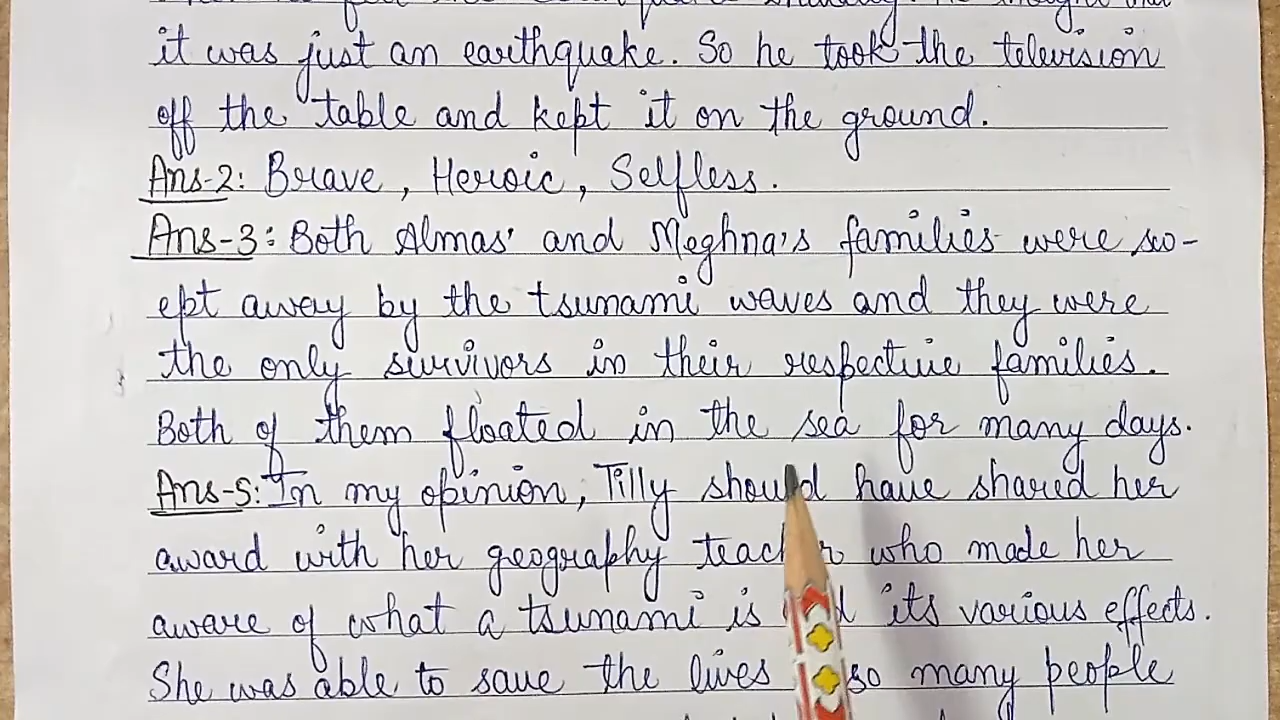 it was just an earthquake. So he took the television
off the table and kept it on the ground.
Ans-2: Brave, Heroic, Selfless.
Ans-3: Both Almas' and Meghna's families were sw-
ept away by the tsunami waves and they were
the only survivors in their respective families.
Both of them floated in the sea for many days.
Ans-5: In my opinion, Tilly should have shared her
award with her geography teacher who made her
aware of what a tsunami is its various effects.
She was able to save the lives so many people